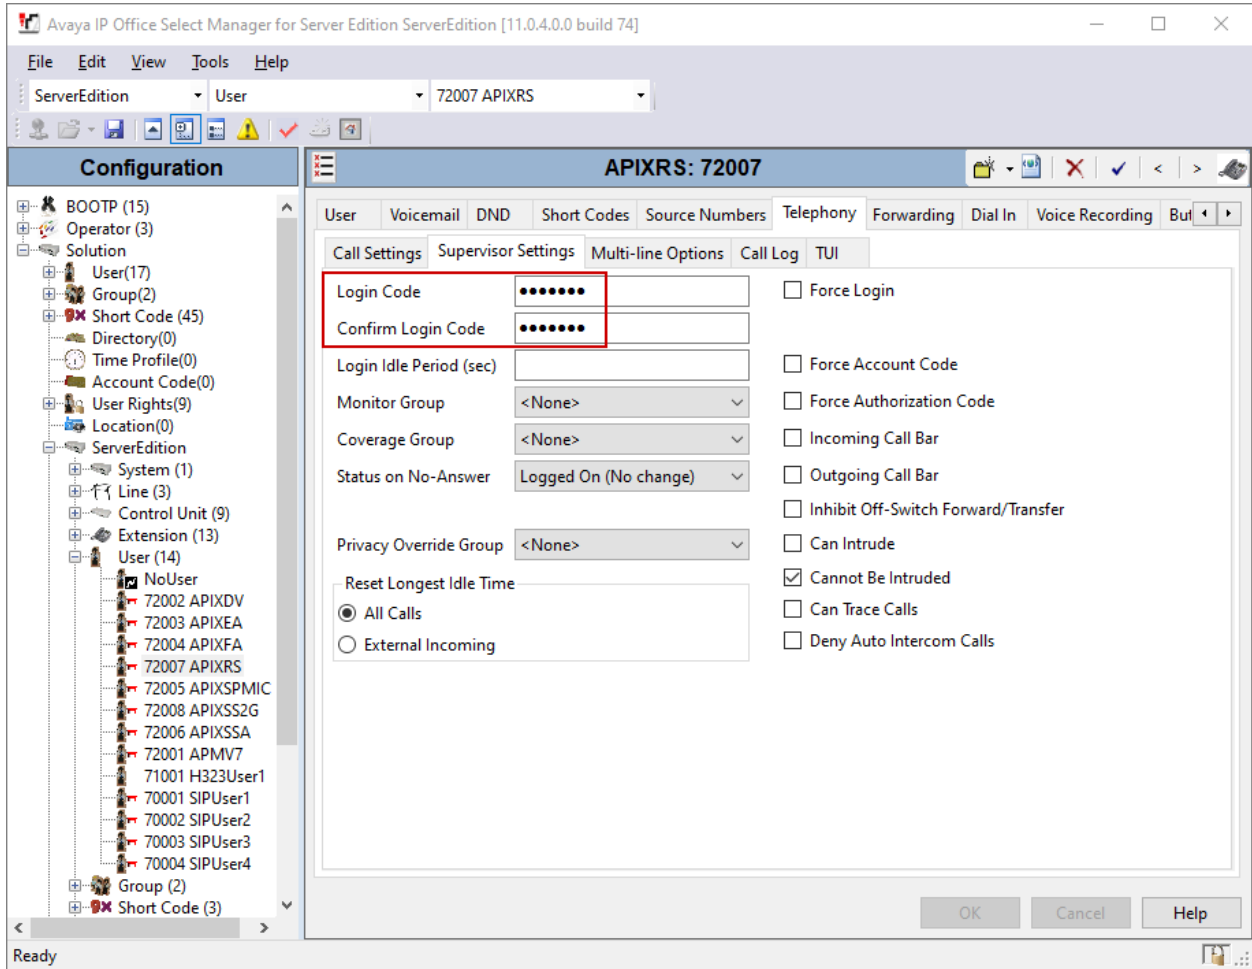 Avaya IP Office Select Manager for Server Edition ServerEdition [11.0.4.0.0 build 74]
File Edit View Tools Help
ServerEdition User 72007 APIXRS
Configuration
BOOTP (15)
Operator (3)
Solution
User(17)
Group(2)
Short Code (45)
Directory(0)
Time Profile(0)
Account Code(0)
User Rights(9)
Location(0)
ServerEdition
System (1)
Line (3)
Control Unit (9)
Extension (13)
User (14)
NoUser
72002 APIXDV
72003 APIXEA
72004 APIXFA
72007 APIXRS
72005 APIXSPMIC
72008 APIXSS2G
72006 APIXSSA
72001 APMV7
71001 H323User1
70001 SIPUser1
70002 SIPUser2
70003 SIPUser3
70004 SIPUser4
Group (2)
Short Code (3)
APIXRS: 72007
User Voicemail DND Short Codes Source Numbers Telephony Forwarding Dial In Voice Recording But
Call Settings Supervisor Settings Multi-line Options Call Log TUI
Login Code ●●●●●●● Force Login
Confirm Login Code ●●●●●●●
Login Idle Period (sec) Force Account Code
Monitor Group <None> Force Authorization Code
Coverage Group <None> Incoming Call Bar
Status on No-Answer Logged On (No change) Outgoing Call Bar
Inhibit Off-Switch Forward/Transfer
Privacy Override Group <None> Can Intrude
Reset Longest Idle Time Cannot Be Intruded
All Calls Can Trace Calls
External Incoming Deny Auto Intercom Calls
OK Cancel Help
Ready